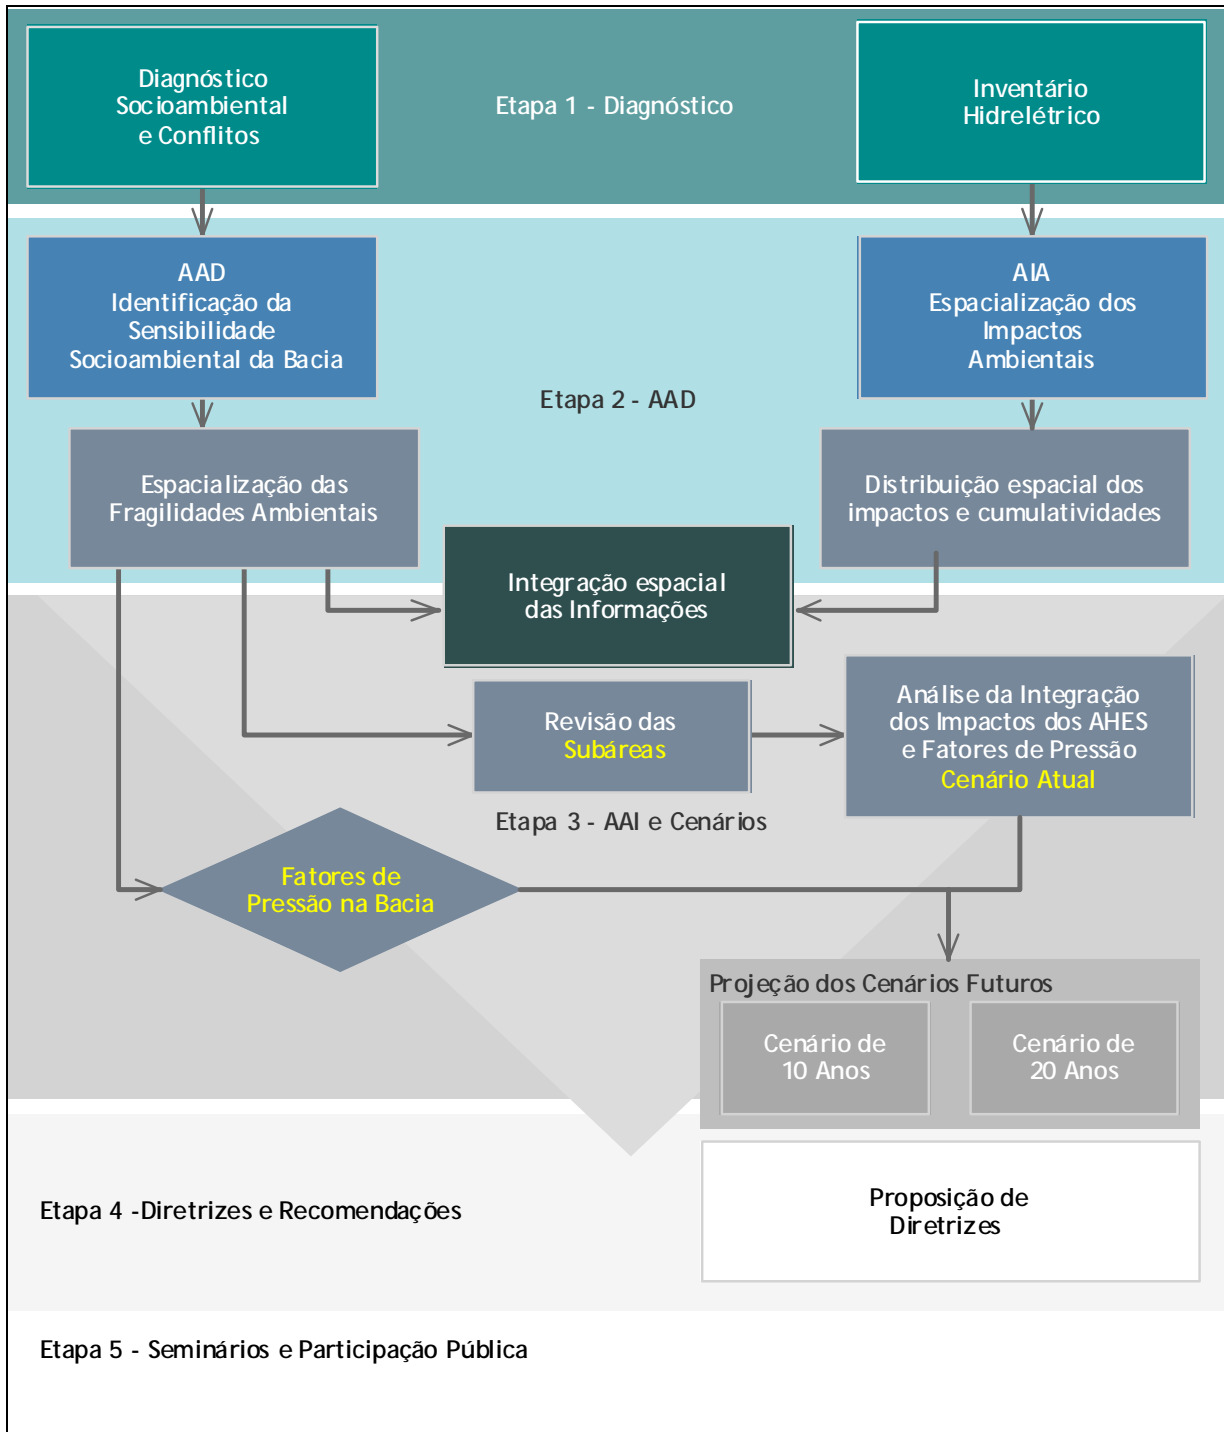 Diagnóstico
Socioambiental
e Conflitos
Etapa 1 - Diagnóstico
Inventário
Hidrelétrico
AAD
Identificação da
Sensibilidade
Socioambiental da Bacia
AIA
Espacialização dos
Impactos
Ambientais
Etapa 2 - AAD
Espacialização das
Fragilidades Ambientais
Distribuição espacial dos
impactos e cumulatividades
Integração espacial
das Informações
Revisão das
Subáreas
Análise da Integração
dos Impactos dos AHES
e Fatores de Pressão
Cenário Atual
Etapa 3 - AAI e Cenários
Fatores de
Pressão na Bacia
Projeção dos Cenários Futuros
Cenário de
10 Anos
Cenário de
20 Anos
Etapa 4 -Diretrizes e Recomendações
Proposição de
Diretrizes
Etapa 5 - Seminários e Participação Pública